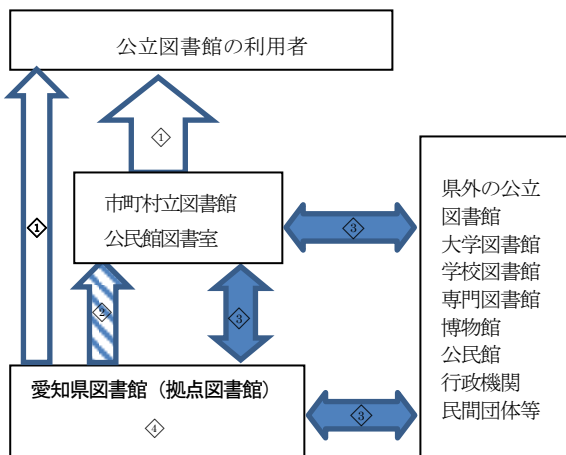 公立図書館の利用者
①
市町村立図書館
公民館図書室
③
①
②
③
愛知県図書館（拠点図書館）
④
③
県外の公立
図書館
大学図書館
学校図書館
専門図書館
博物館
公民館
行政機関
民間団体等